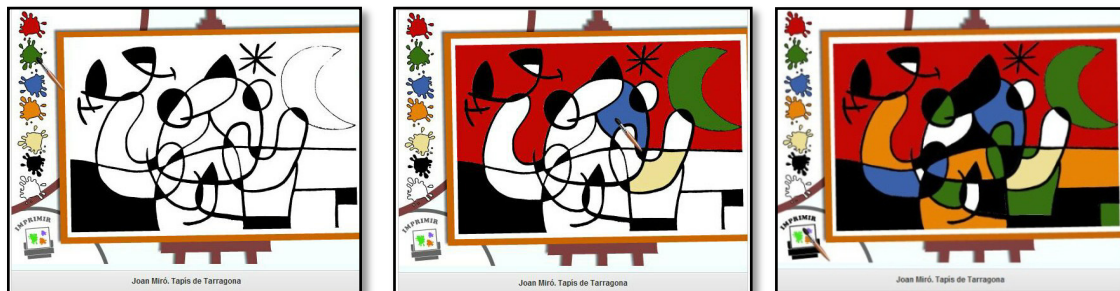 IMPRIMIR
Joan Miró. Tapis de Tarragona
IMPRIMIR
Joan Miró. Tapis de Tarragona
IMPRIMIR
Joan Miró. Tapis de Tarragona